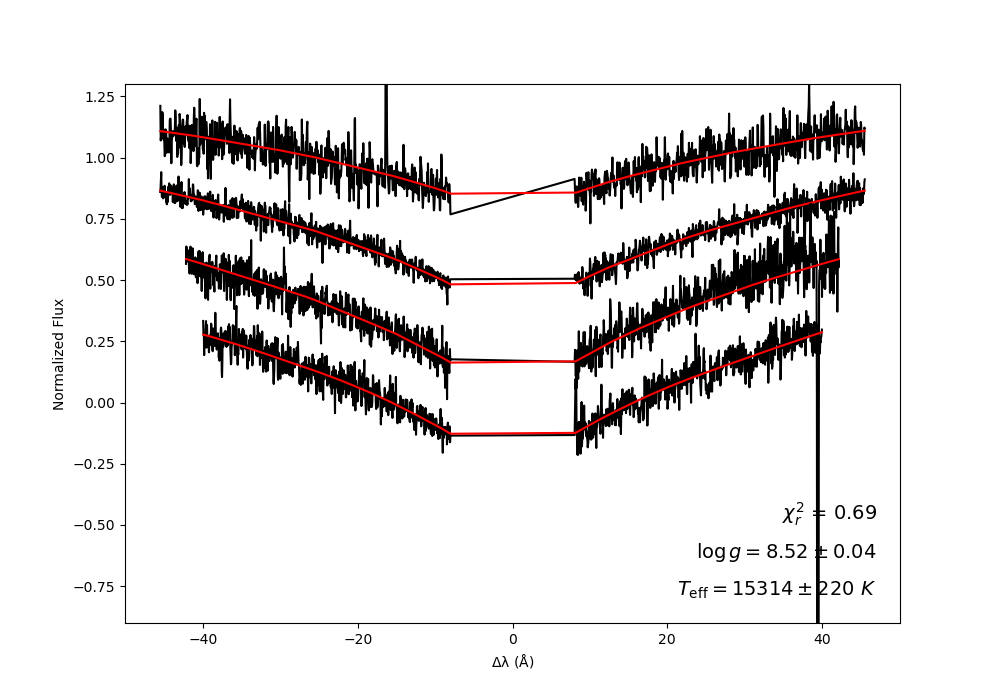 1.25
1.00
0.75
0.50
0.25
0.00
−0.25
−0.50
−0.75
Normalized Flux
χ²ᵣ = 0.69
log g = 8.52 ± 0.04
T_eff = 15314 ± 220 K
−40
−20
0
20
40
Δλ (Å)